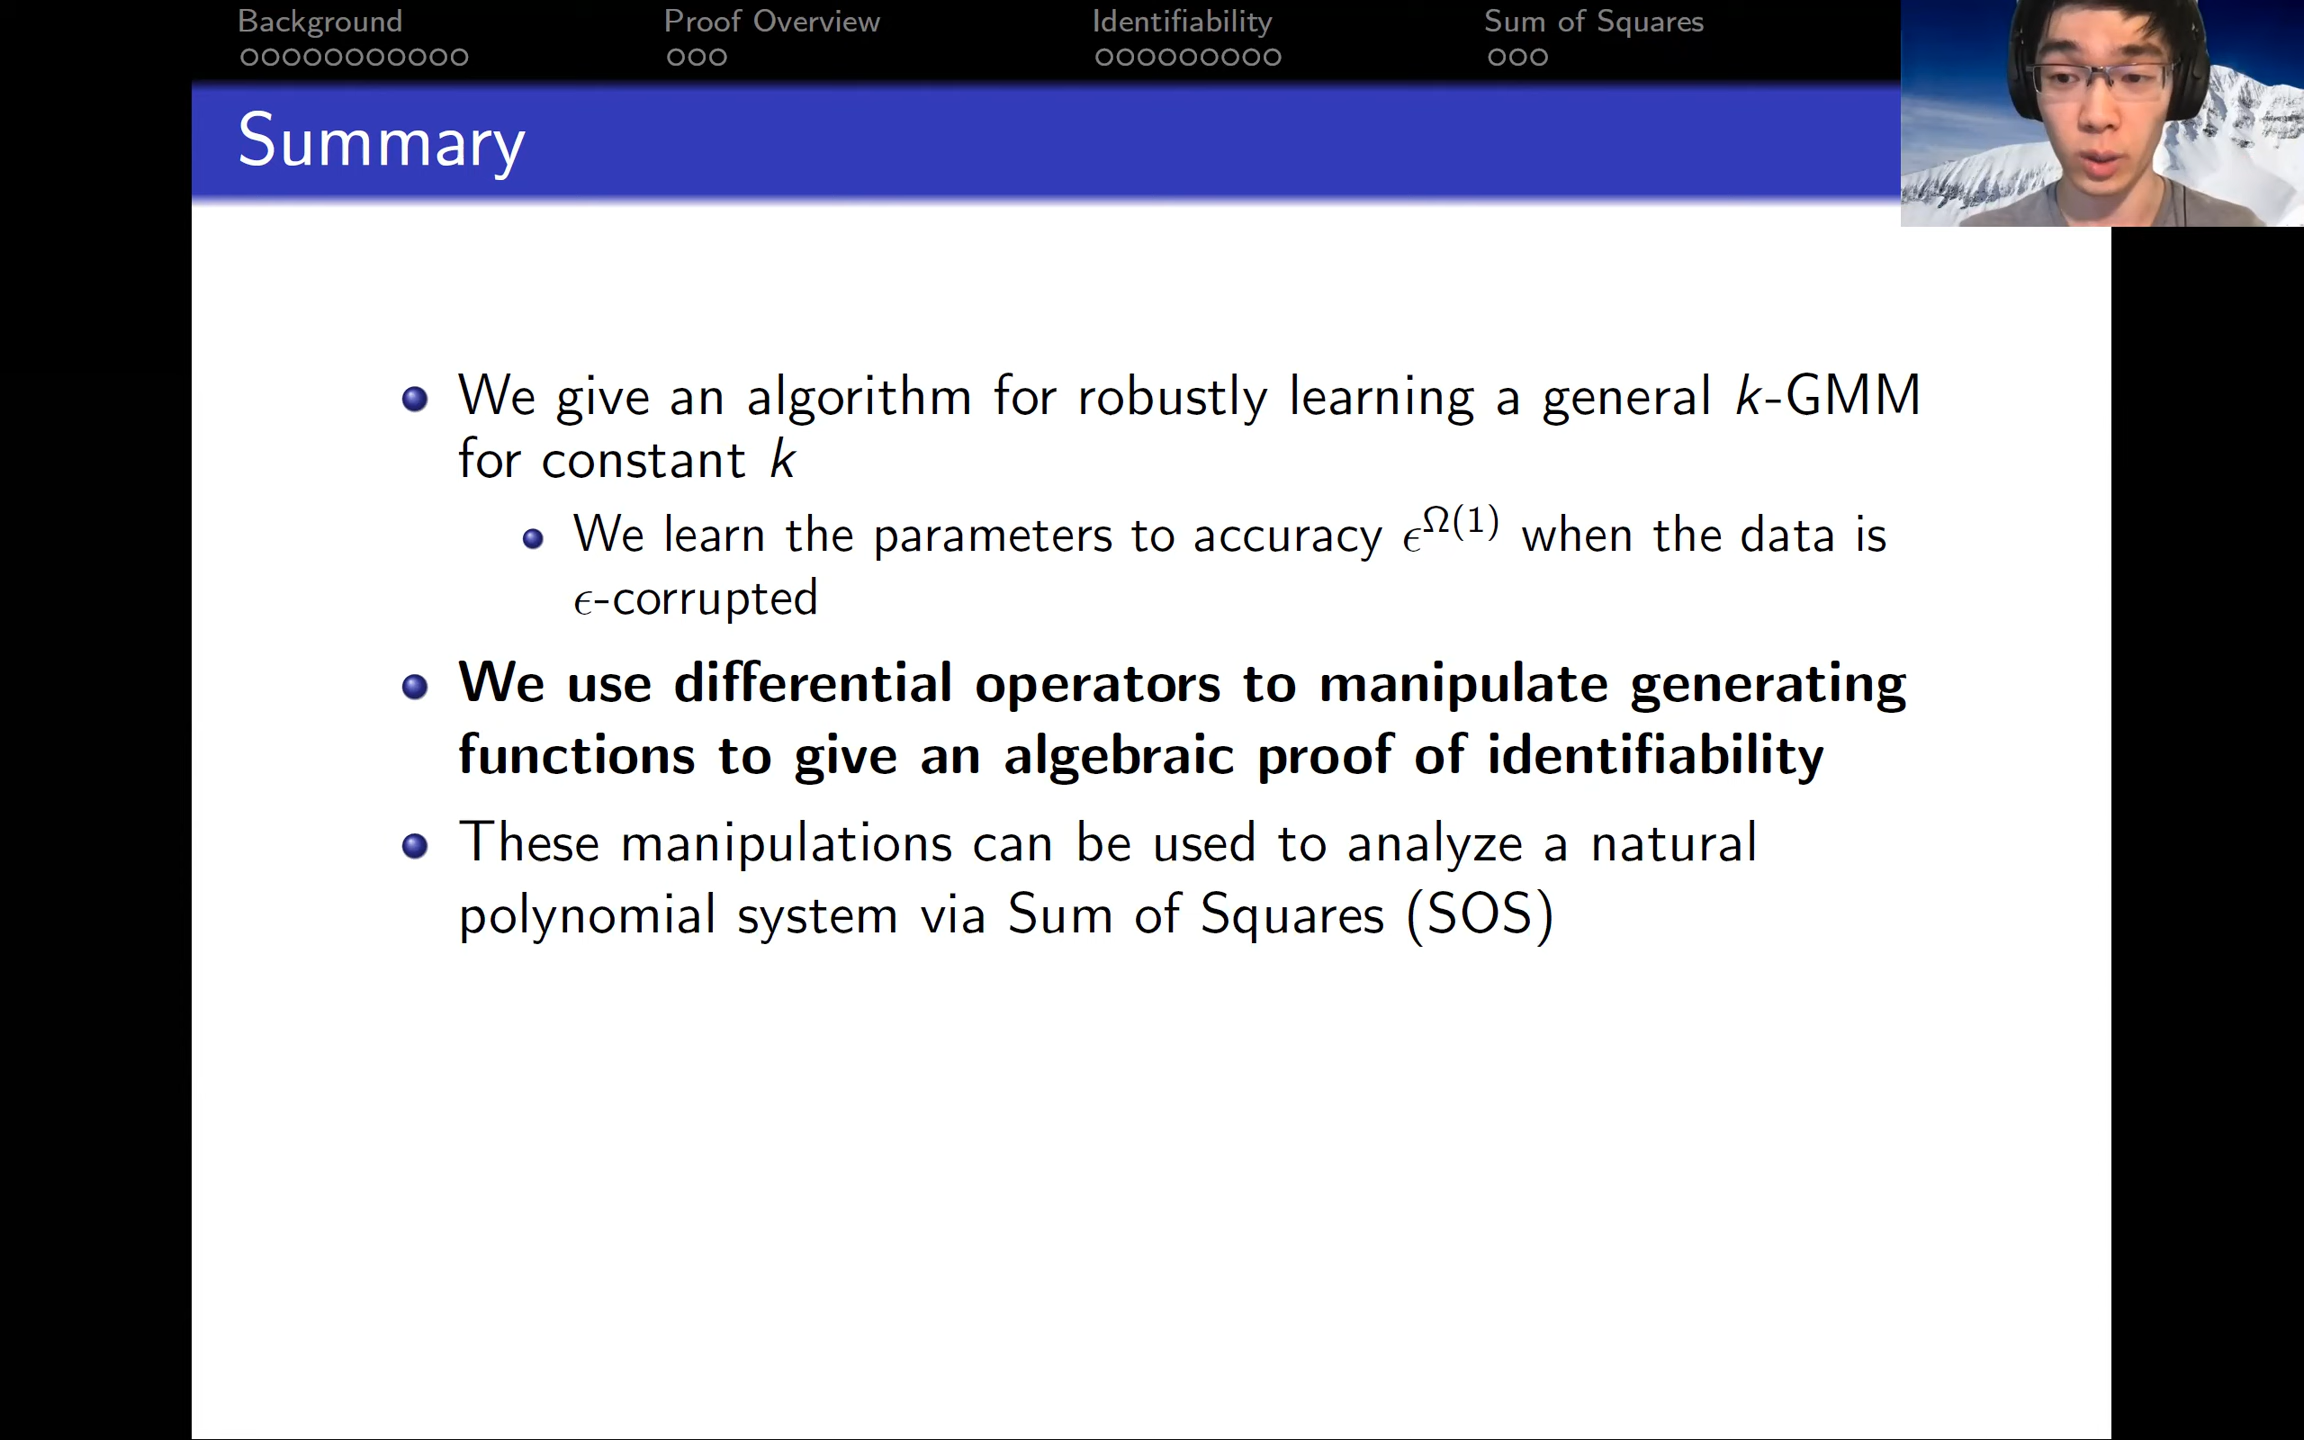 Background Proof Overview Identifiability Sum of Squares
Summary
We give an algorithm for robustly learning a general k-GMM
for constant k
We learn the parameters to accuracy ϵ^Ω(1) when the data is
ϵ-corrupted
We use differential operators to manipulate generating
functions to give an algebraic proof of identifiability
These manipulations can be used to analyze a natural
polynomial system via Sum of Squares (SOS)